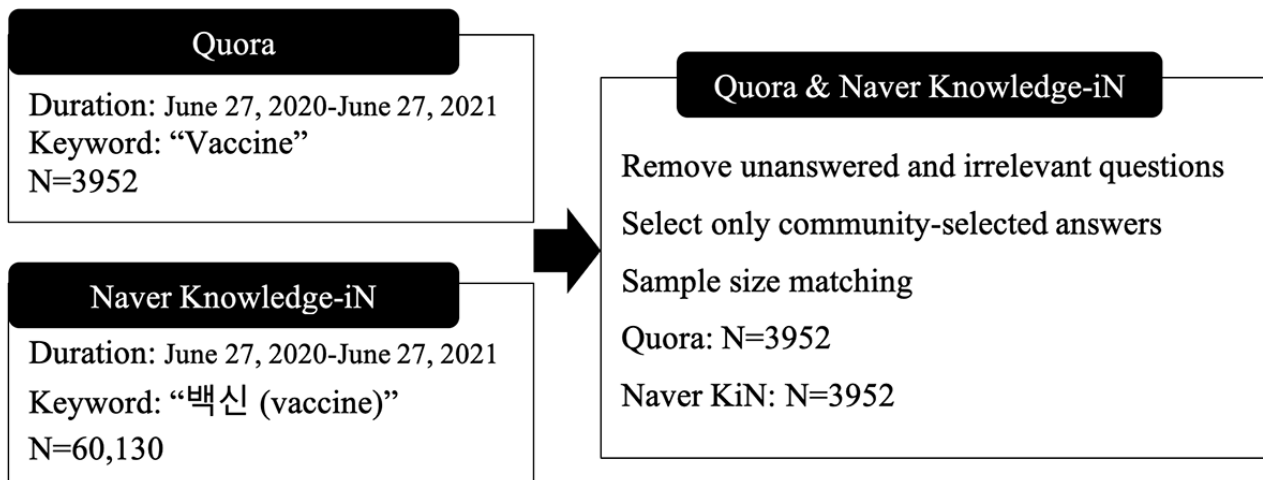 Quora
Duration: June 27, 2020-June 27, 2021
Keyword: “Vaccine”
N=3952
Naver Knowledge-iN
Duration: June 27, 2020-June 27, 2021
Keyword: “백신 (vaccine)”
N=60,130
Quora & Naver Knowledge-iN
Remove unanswered and irrelevant questions
Select only community-selected answers
Sample size matching
Quora: N=3952
Naver KiN: N=3952